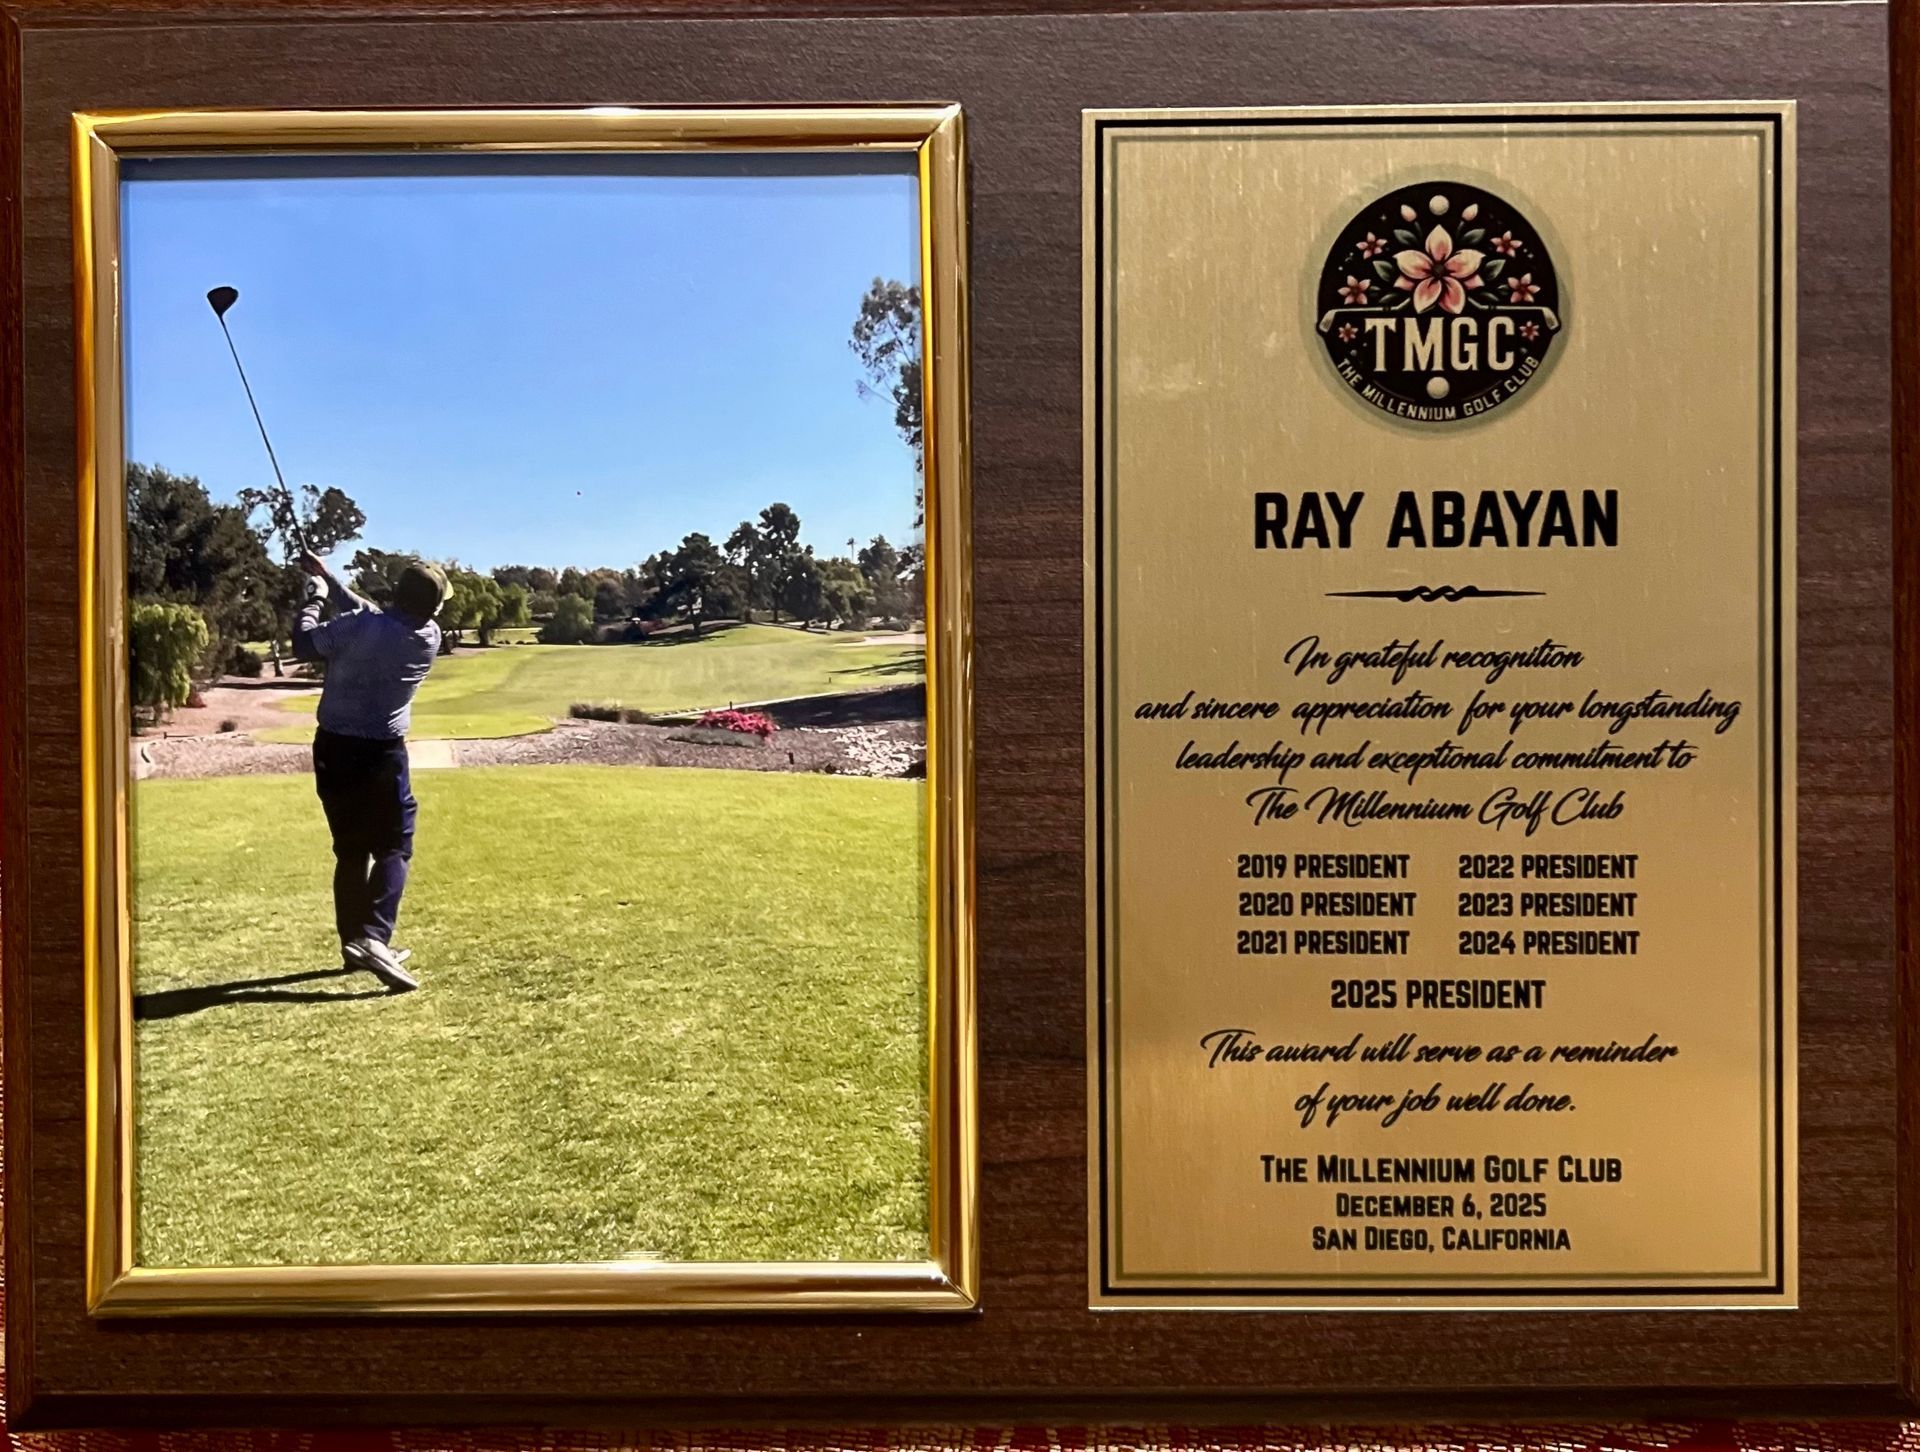 TMGC
THE MILLENNIUM GOLF CLUB
RAY ABAYAN
In grateful recognition
and sincere appreciation for your longstanding
leadership and exceptional commitment to
The Millennium Golf Club
2019 PRESIDENT 2022 PRESIDENT
2020 PRESIDENT 2023 PRESIDENT
2021 PRESIDENT 2024 PRESIDENT
2025 PRESIDENT
This award will serve as a reminder
of your job well done.
THE MILLENNIUM GOLF CLUB
DECEMBER 6, 2025
SAN DIEGO, CALIFORNIA